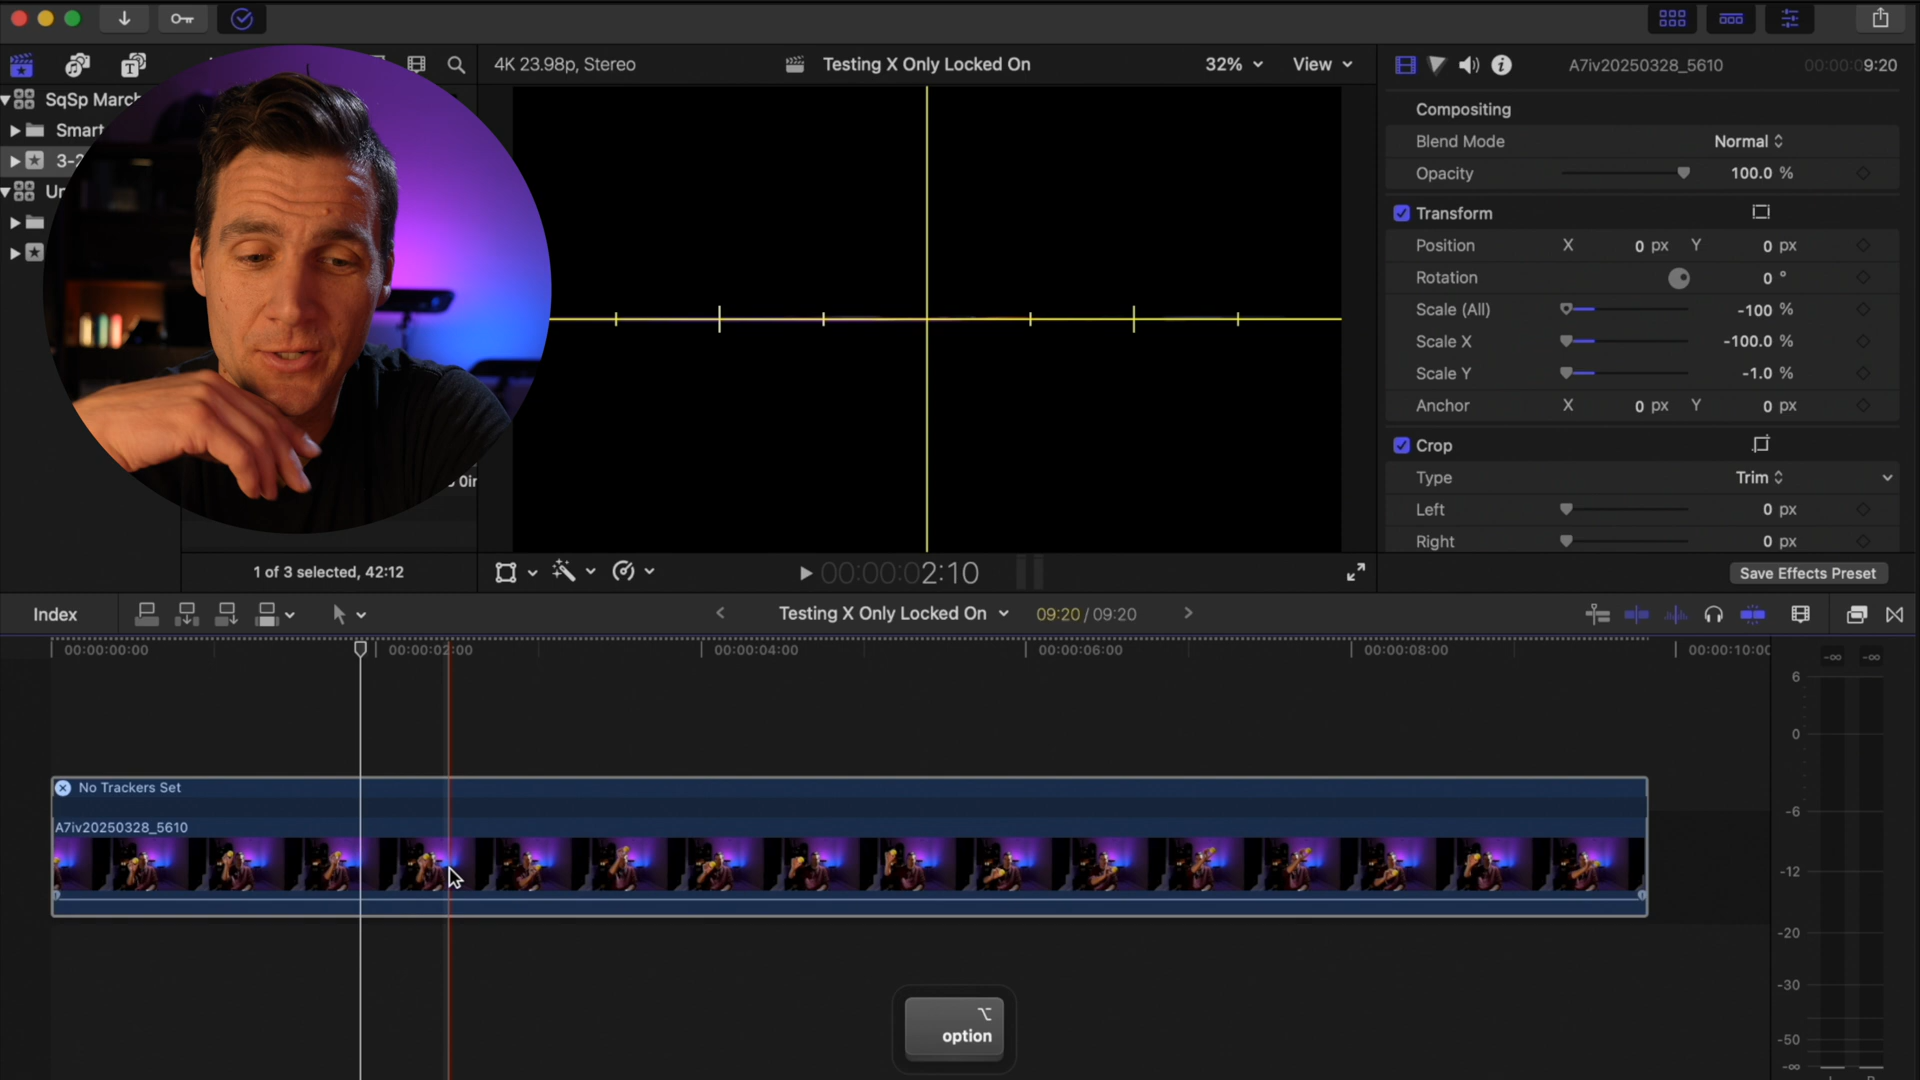 4K 23.98p, Stereo
Testing X Only Locked On
32%
View
A7iv20250328_5610
00:00:09:20
SqSp March
Smart
3-2
Un
0in
1 of 3 selected, 42:12
00:00:02:10
Compositing
Blend Mode Normal
Opacity 100.0 %
Transform
Position X 0 px Y 0 px
Rotation 0 °
Scale (All) -100 %
Scale X -100.0 %
Scale Y -1.0 %
Anchor X 0 px Y 0 px
Crop
Type Trim
Left 0 px
Right 0 px
Save Effects Preset
Index
Testing X Only Locked On
09:20 / 09:20
00:00:00:00
00:00:02:00
00:00:04:00
00:00:06:00
00:00:08:00
00:00:10:00
No Trackers Set
A7iv20250328_5610
-∞ -∞
6
0
-6
-12
-20
-30
-50
-∞
⌥
option